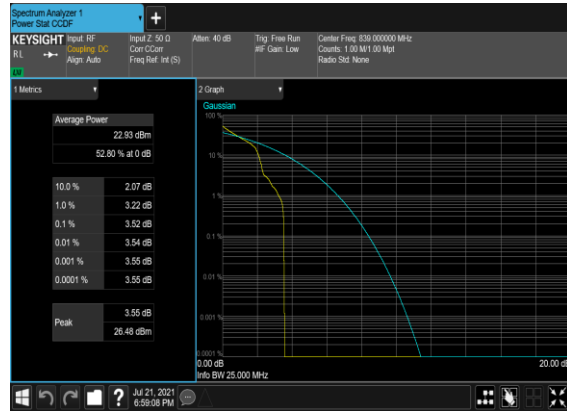 Spectrum Analyzer 1
Power Stat CCDF
KEYSIGHT
RL
Input: RF
Coupling: DC
Align: Auto
Input Z: 50 Ω
Corr CCorr
Freq Ref: Int (S)
Atten: 40 dB
Trig: Free Run
#IF Gain: Low
Center Freq: 839.000000 MHz
Counts: 1.00 M/1.00 Mpt
Radio Std: None
1 Metrics
Average Power
22.93 dBm
52.80 % at 0 dB
10.0 % 2.07 dB
1.0 % 3.22 dB
0.1 % 3.52 dB
0.01 % 3.54 dB
0.001 % 3.55 dB
0.0001 % 3.55 dB
Peak
3.55 dB
26.48 dBm
2 Graph
Gaussian
100 %
10 %
1 %
0.1 %
0.01 %
0.001 %
0.0001 %
0.00 dB 20.00 dB
Info BW 25.000 MHz
?
Jul 21, 2021
6:59:08 PM